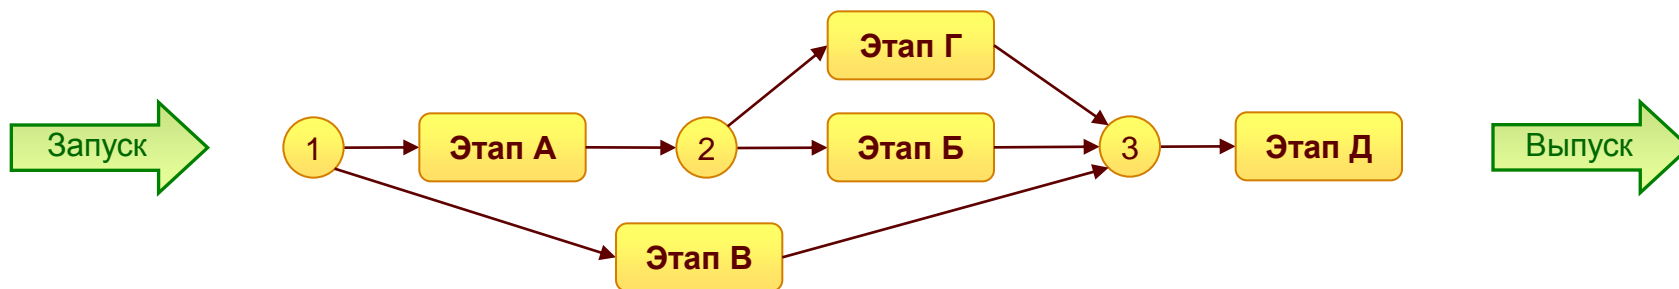 Этап Г
Запуск
1
Этап А
2
Этап Б
3
Этап Д
Выпуск
Этап В